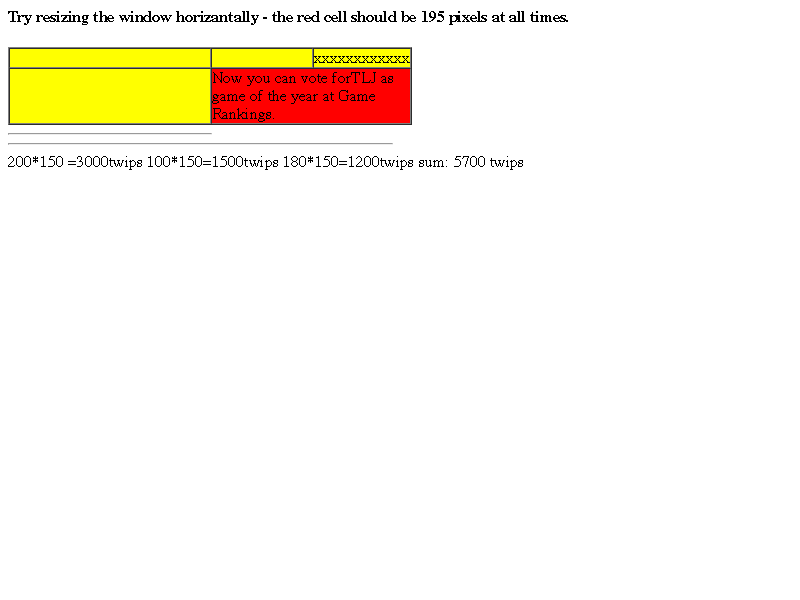 Try resizing the window horizantally - the red cell should be 195 pixels at all times.
xxxxxxxxxxxx
Now you can vote forTLJ as
game of the year at Game
Rankings.
200*150 =3000twips 100*150=1500twips 180*150=1200twips sum: 5700 twips